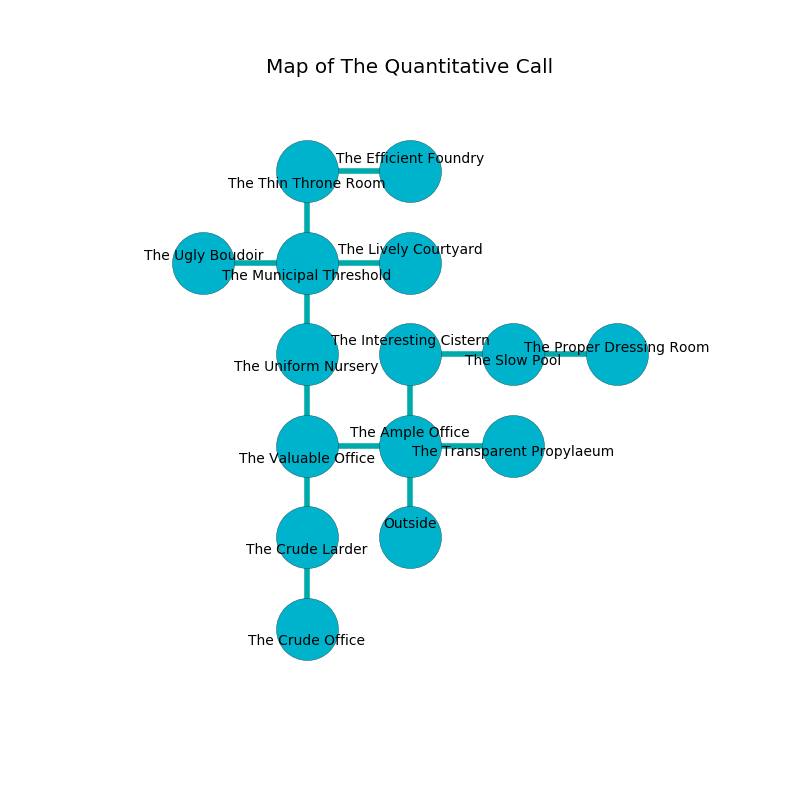 Map of The Quantitative Call
The Efficient Foundry
The Thin Throne Room
The Lively Courtyard
The Ugly Boudoir
The Municipal Threshold
The Interesting Cistern
The Proper Dressing Room
The Slow Pool
The Uniform Nursery
The Ample Office
The Transparent Propylaeum
The Valuable Office
Outside
The Crude Larder
The Crude Office